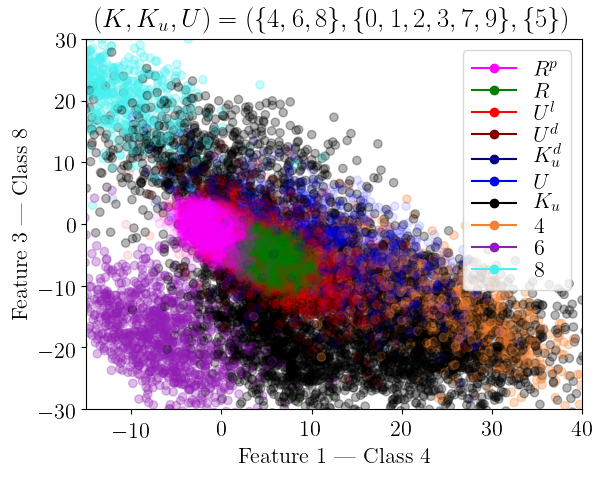 (K, K_u, U) = ({4, 6, 8}, {0, 1, 2, 3, 7, 9}, {5})
30
20
10
0
−10
−20
−30
Feature 3 — Class 8
R^p
R
U^l
U^d
K_u^d
U
K_u
4
6
8
−10
0
10
20
30
40
Feature 1 — Class 4